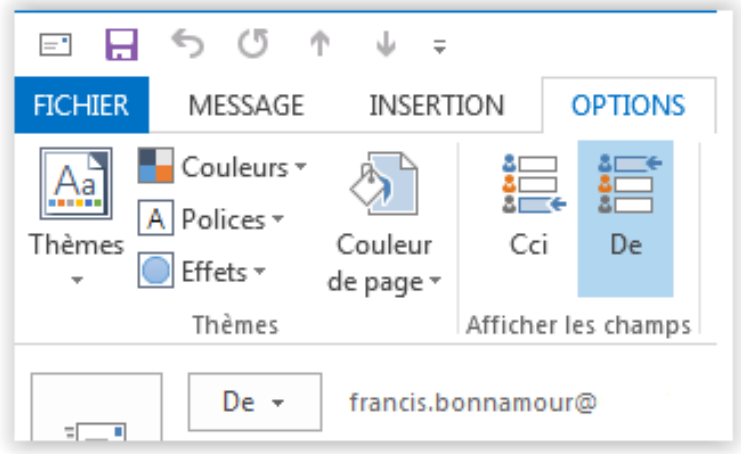 FICHIER MESSAGE INSERTION OPTIONS
Aa
Thèmes
Couleurs
A Polices
Effets
Couleur
de page
Cci
De
Thèmes
Afficher les champs
De francis.bonnamour@